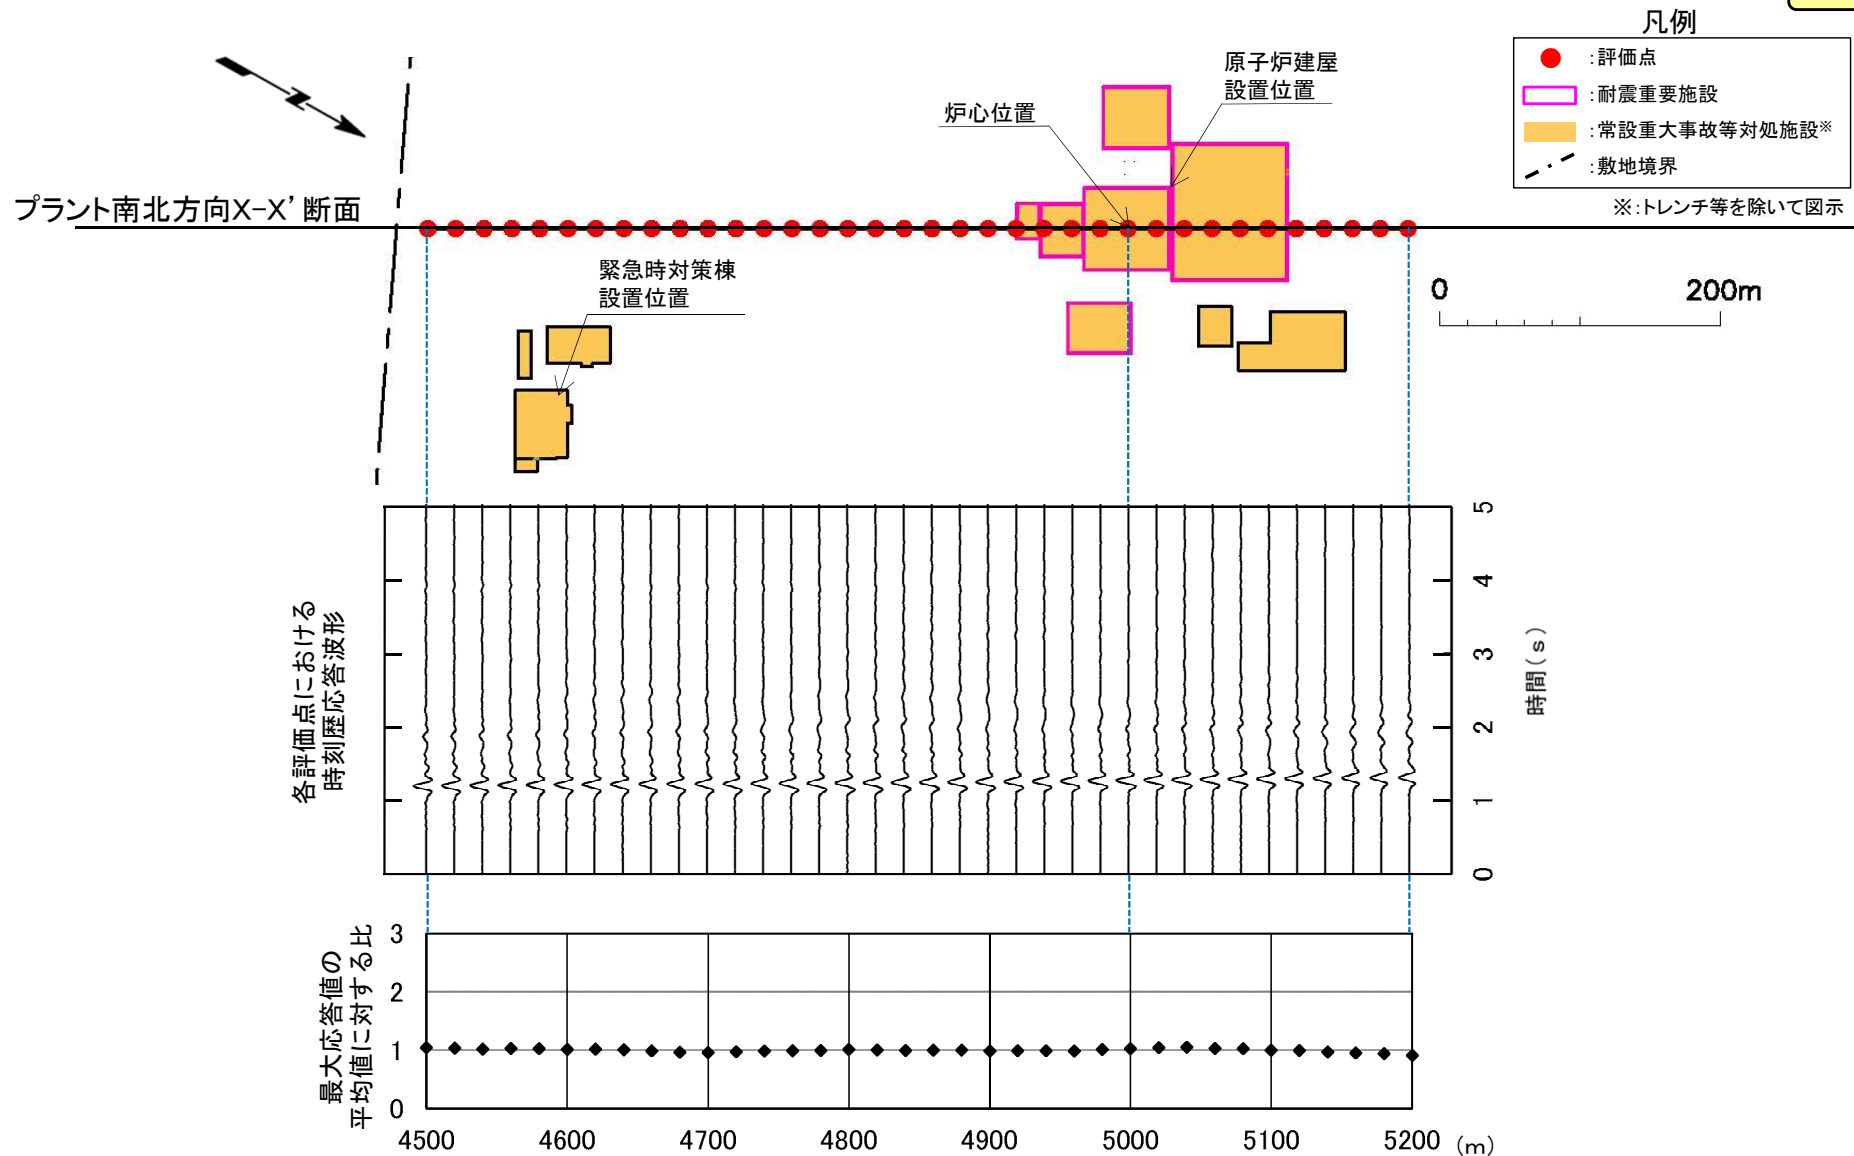 凡例
:評価点
:耐震重要施設
:常設重大事故等対処施設※
:敷地境界
※:トレンチ等を除いて図示
原子炉建屋
設置位置
炉心位置
プラント南北方向X-X’断面
緊急時対策棟
設置位置
0 200m
各評価点における
時刻歴応答波形
5
4
3
2
1
0
時間(s)
最大応答値の
平均値に対する比
3
2
1
0
4500 4600 4700 4800 4900 5000 5100 5200 (m)